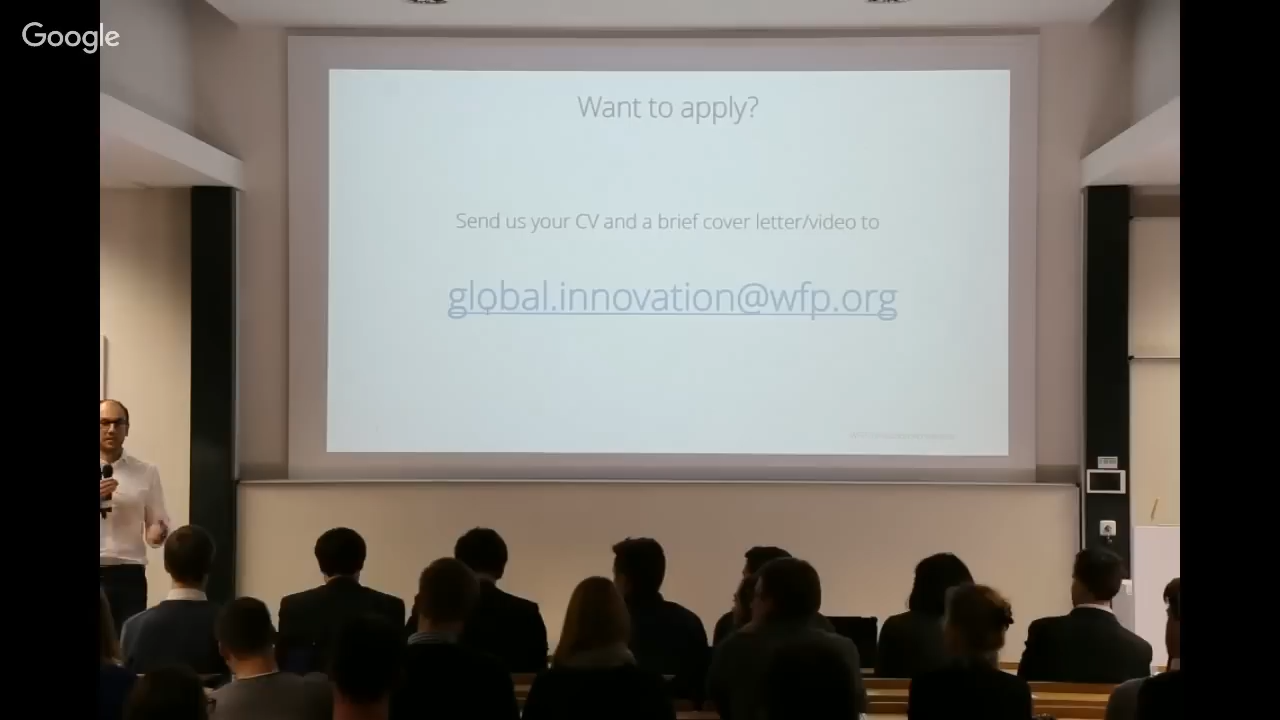 Google
Want to apply?
Send us your CV and a brief cover letter/video to
global.innovation@wfp.org